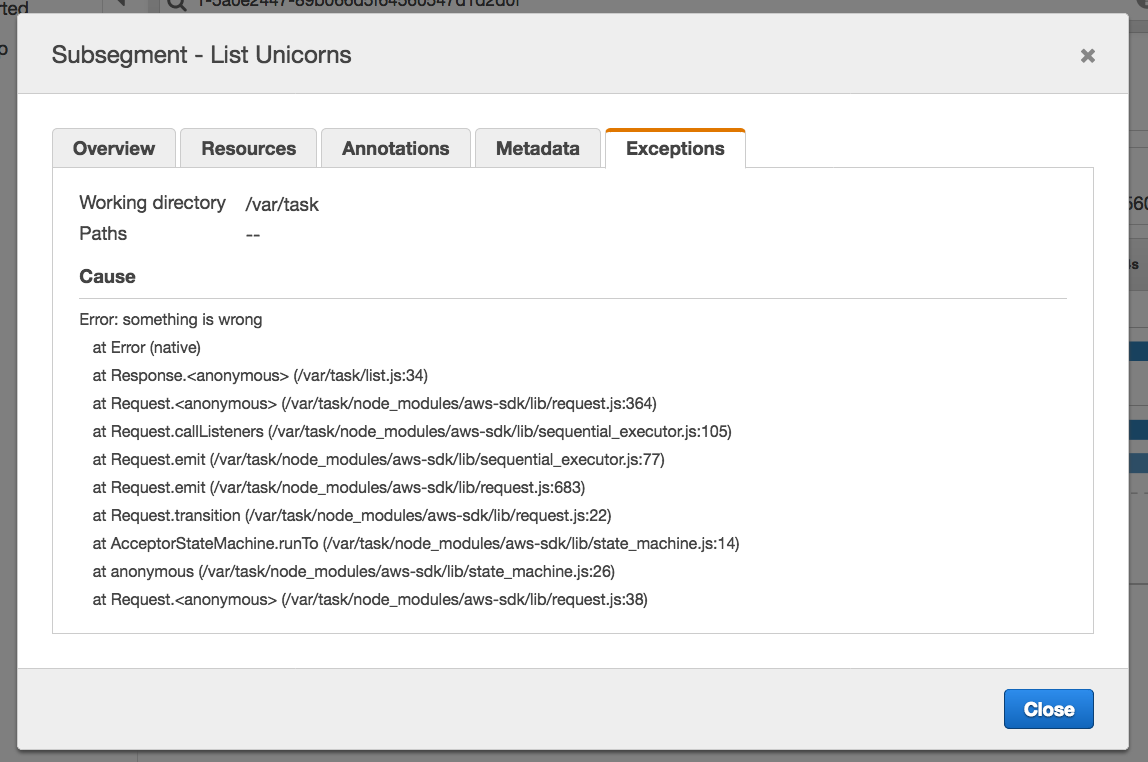 Subsegment - List Unicorns
Overview
Resources
Annotations
Metadata
Exceptions
Working directory /var/task
Paths --
Cause
Error: something is wrong
at Error (native)
at Response.<anonymous> (/var/task/list.js:34)
at Request.<anonymous> (/var/task/node_modules/aws-sdk/lib/request.js:364)
at Request.callListeners (/var/task/node_modules/aws-sdk/lib/sequential_executor.js:105)
at Request.emit (/var/task/node_modules/aws-sdk/lib/sequential_executor.js:77)
at Request.emit (/var/task/node_modules/aws-sdk/lib/request.js:683)
at Request.transition (/var/task/node_modules/aws-sdk/lib/request.js:22)
at AcceptorStateMachine.runTo (/var/task/node_modules/aws-sdk/lib/state_machine.js:14)
at anonymous (/var/task/node_modules/aws-sdk/lib/state_machine.js:26)
at Request.<anonymous> (/var/task/node_modules/aws-sdk/lib/request.js:38)
Close